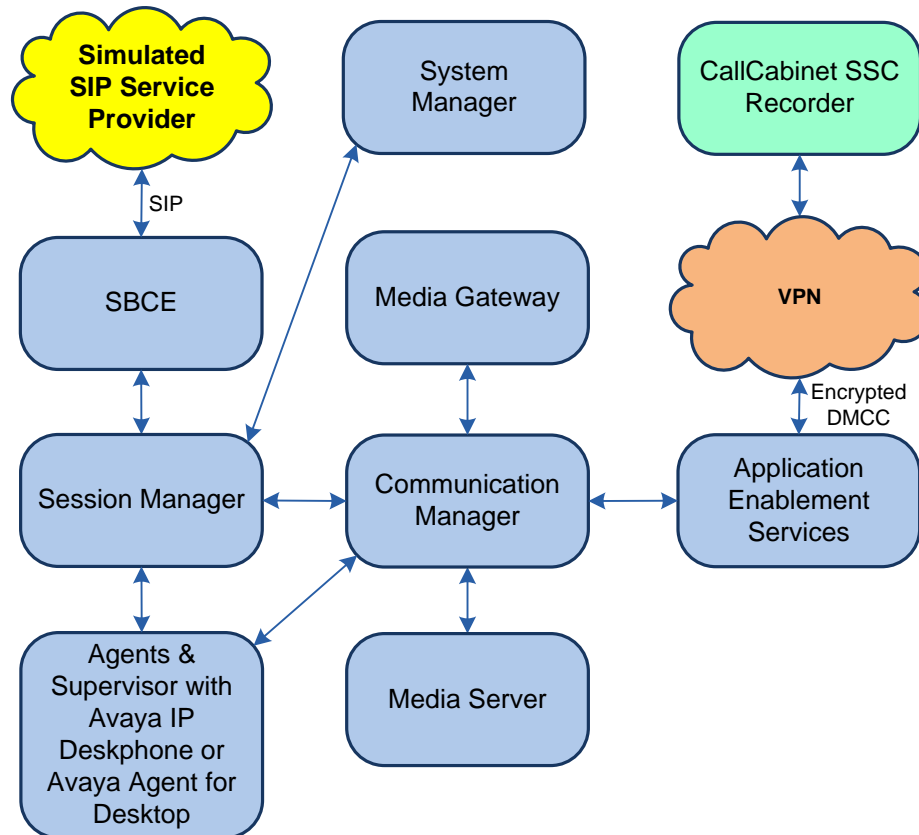 Simulated
SIP Service
Provider
System
Manager
CallCabinet SSC
Recorder
SIP
SBCE
Media Gateway
VPN
Encrypted
DMCC
Session Manager
Communication
Manager
Application
Enablement
Services
Agents &
Supervisor with
Avaya IP
Deskphone or
Avaya Agent for
Desktop
Media Server